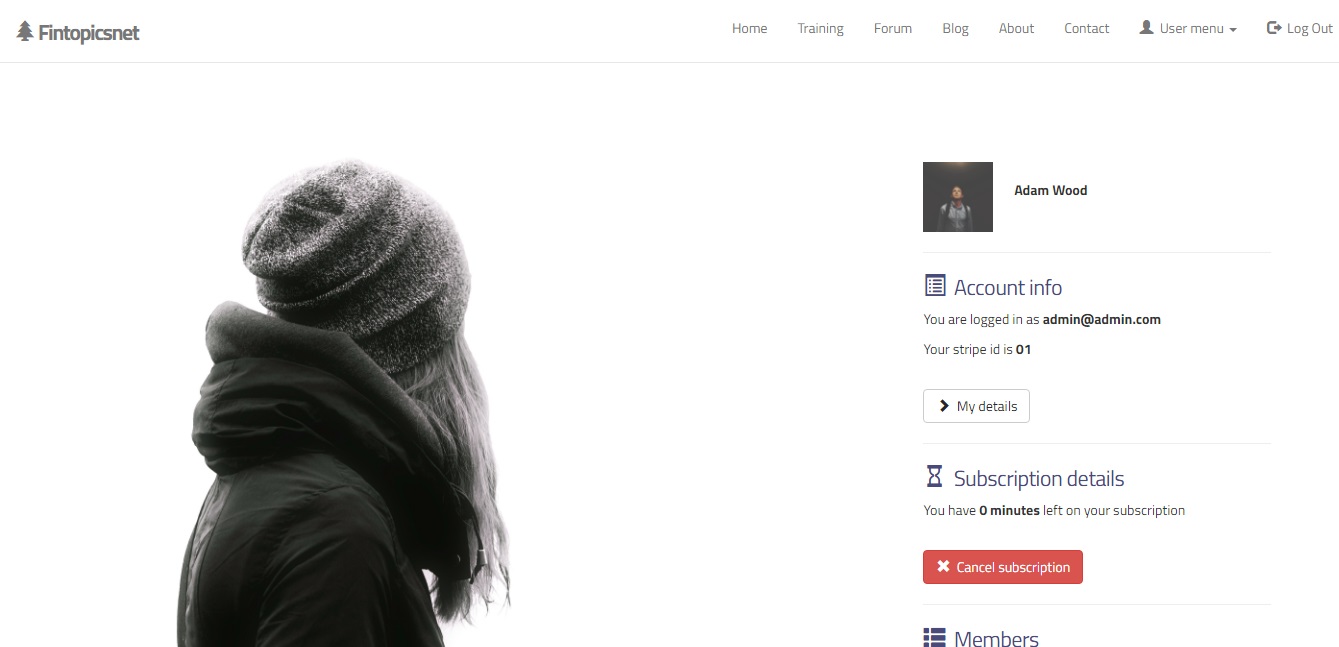 Fintopicsnet
Home Training Forum Blog About Contact User menu Log Out
Adam Wood
Account info
You are logged in as admin@admin.com
Your stripe id is 01
My details
Subscription details
You have 0 minutes left on your subscription
Cancel subscription
Members